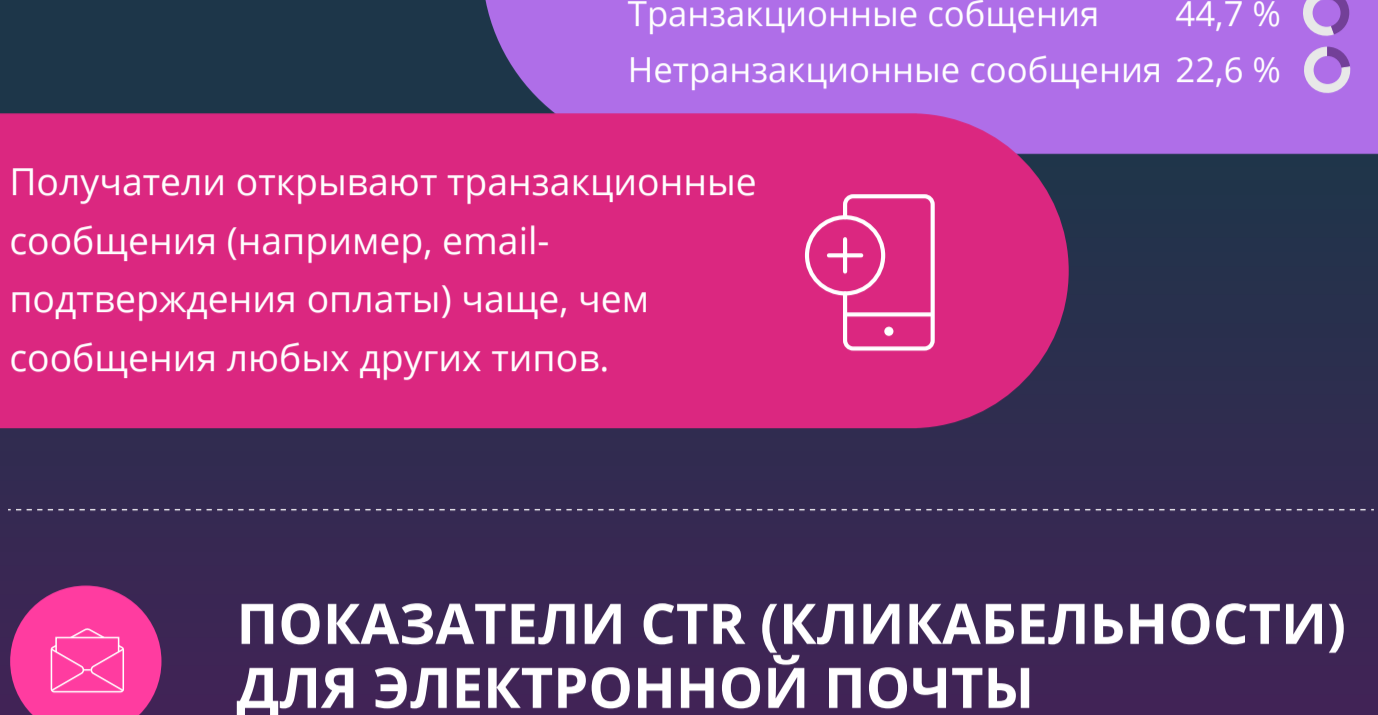 Транзакционные собщения 44,7 %
Нетранзакционные сообщения 22,6 %
Получатели открывают транзакционные
сообщения (например, email-
подтверждения оплаты) чаще, чем
сообщения любых других типов.
ПОКАЗАТЕЛИ CTR (КЛИКАБЕЛЬНОСТИ)
ДЛЯ ЭЛЕКТРОННОЙ ПОЧТЫ